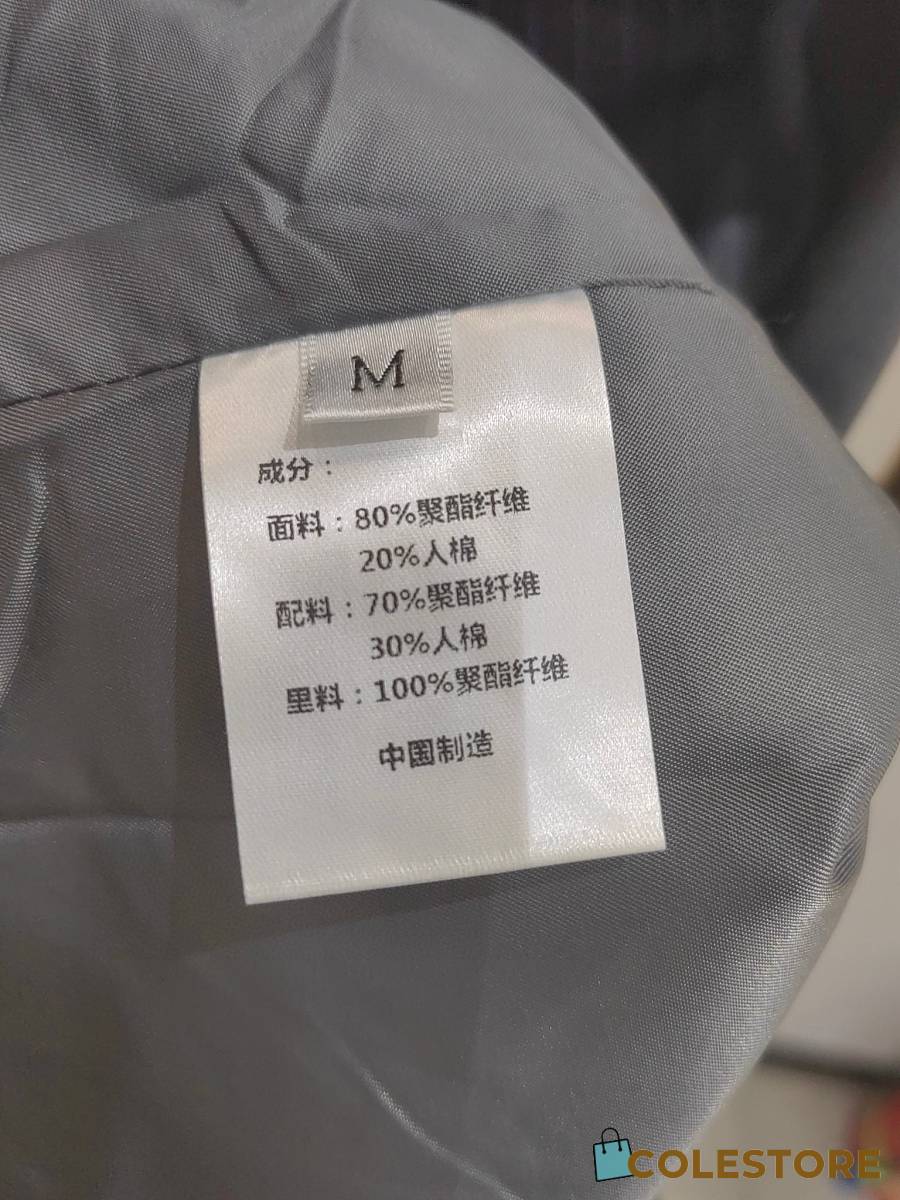 M
成分：
面料：80%聚酯纤维
20%人棉
配料：70%聚酯纤维
30%人棉
里料：100%聚酯纤维
中国制造
COLESTORE